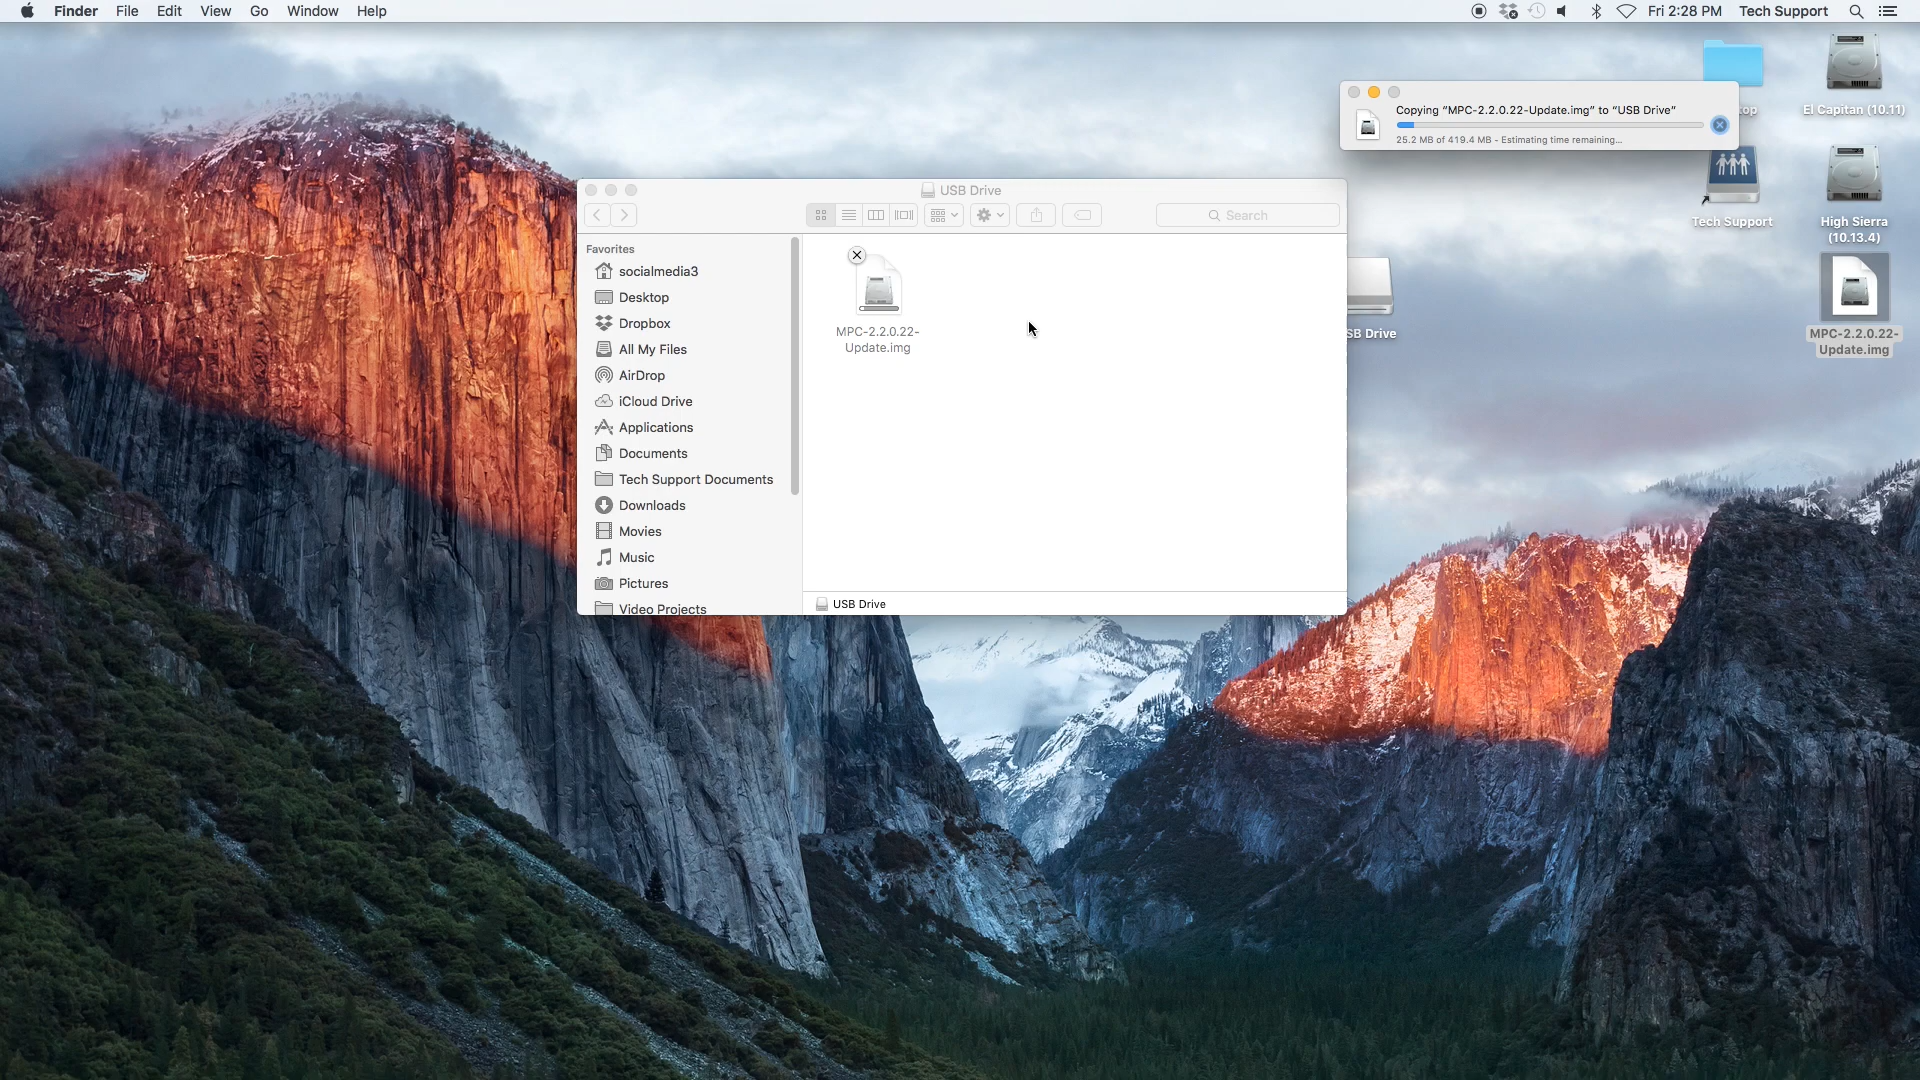 Finder File Edit View Go Window Help
Fri 2:28 PM Tech Support
top
El Capitan (10.11)
Copying “MPC-2.2.0.22-Update.img” to “USB Drive”
25.2 MB of 419.4 MB - Estimating time remaining...
Tech Support
High Sierra
(10.13.4)
SB Drive
MPC-2.2.0.22-
Update.img
USB Drive
Search
Favorites
socialmedia3
Desktop
Dropbox
All My Files
AirDrop
iCloud Drive
Applications
Documents
Tech Support Documents
Downloads
Movies
Music
Pictures
Video Projects
MPC-2.2.0.22-
Update.img
USB Drive